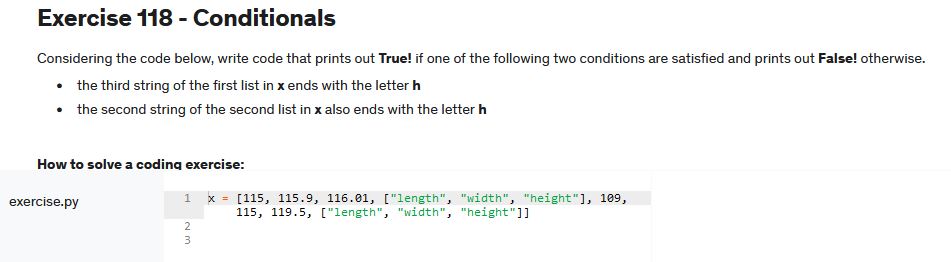 Exercise 118 - Conditionals
Considering the code below, write code that prints out True! if one of the following two conditions are satisfied and prints out False! otherwise.
• the third string of the first list in x ends with the letter h
• the second string of the second list in x also ends with the letter h
How to solve a coding exercise:
exercise.py
1 x = [115, 115.9, 116.01, ["length", "width", "height"], 109,
115, 119.5, ["length", "width", "height"]]
2
3